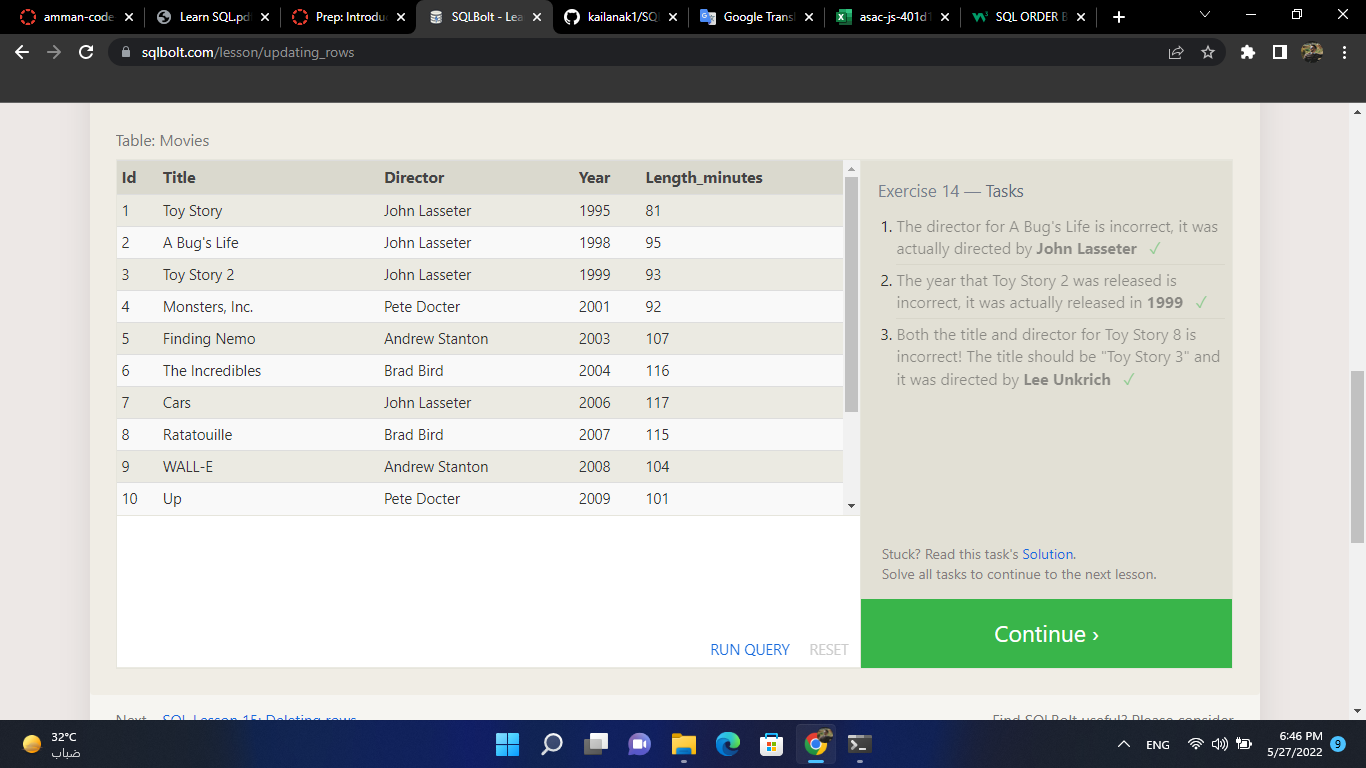 amman-code
Learn SQL.pd
Prep: Introdu
SQLBolt - Lea
kailanak1/SQ
Google Transl
asac-js-401d1
SQL ORDER B
sqlbolt.com/lesson/updating_rows
Table: Movies
Id Title Director Year Length_minutes
1 Toy Story John Lasseter 1995 81
2 A Bug's Life John Lasseter 1998 95
3 Toy Story 2 John Lasseter 1999 93
4 Monsters, Inc. Pete Docter 2001 92
5 Finding Nemo Andrew Stanton 2003 107
6 The Incredibles Brad Bird 2004 116
7 Cars John Lasseter 2006 117
8 Ratatouille Brad Bird 2007 115
9 WALL-E Andrew Stanton 2008 104
10 Up Pete Docter 2009 101
RUN QUERY RESET
Exercise 14 — Tasks
1. The director for A Bug's Life is incorrect, it was
actually directed by John Lasseter ✓
2. The year that Toy Story 2 was released is
incorrect, it was actually released in 1999 ✓
3. Both the title and director for Toy Story 8 is
incorrect! The title should be "Toy Story 3" and
it was directed by Lee Unkrich ✓
Stuck? Read this task's Solution.
Solve all tasks to continue to the next lesson.
Continue ›
Next – SQL Lesson 15: Deleting rows
Find SQLBolt useful? Please consider
32°C
ضباب
ENG
6:46 PM
5/27/2022
9